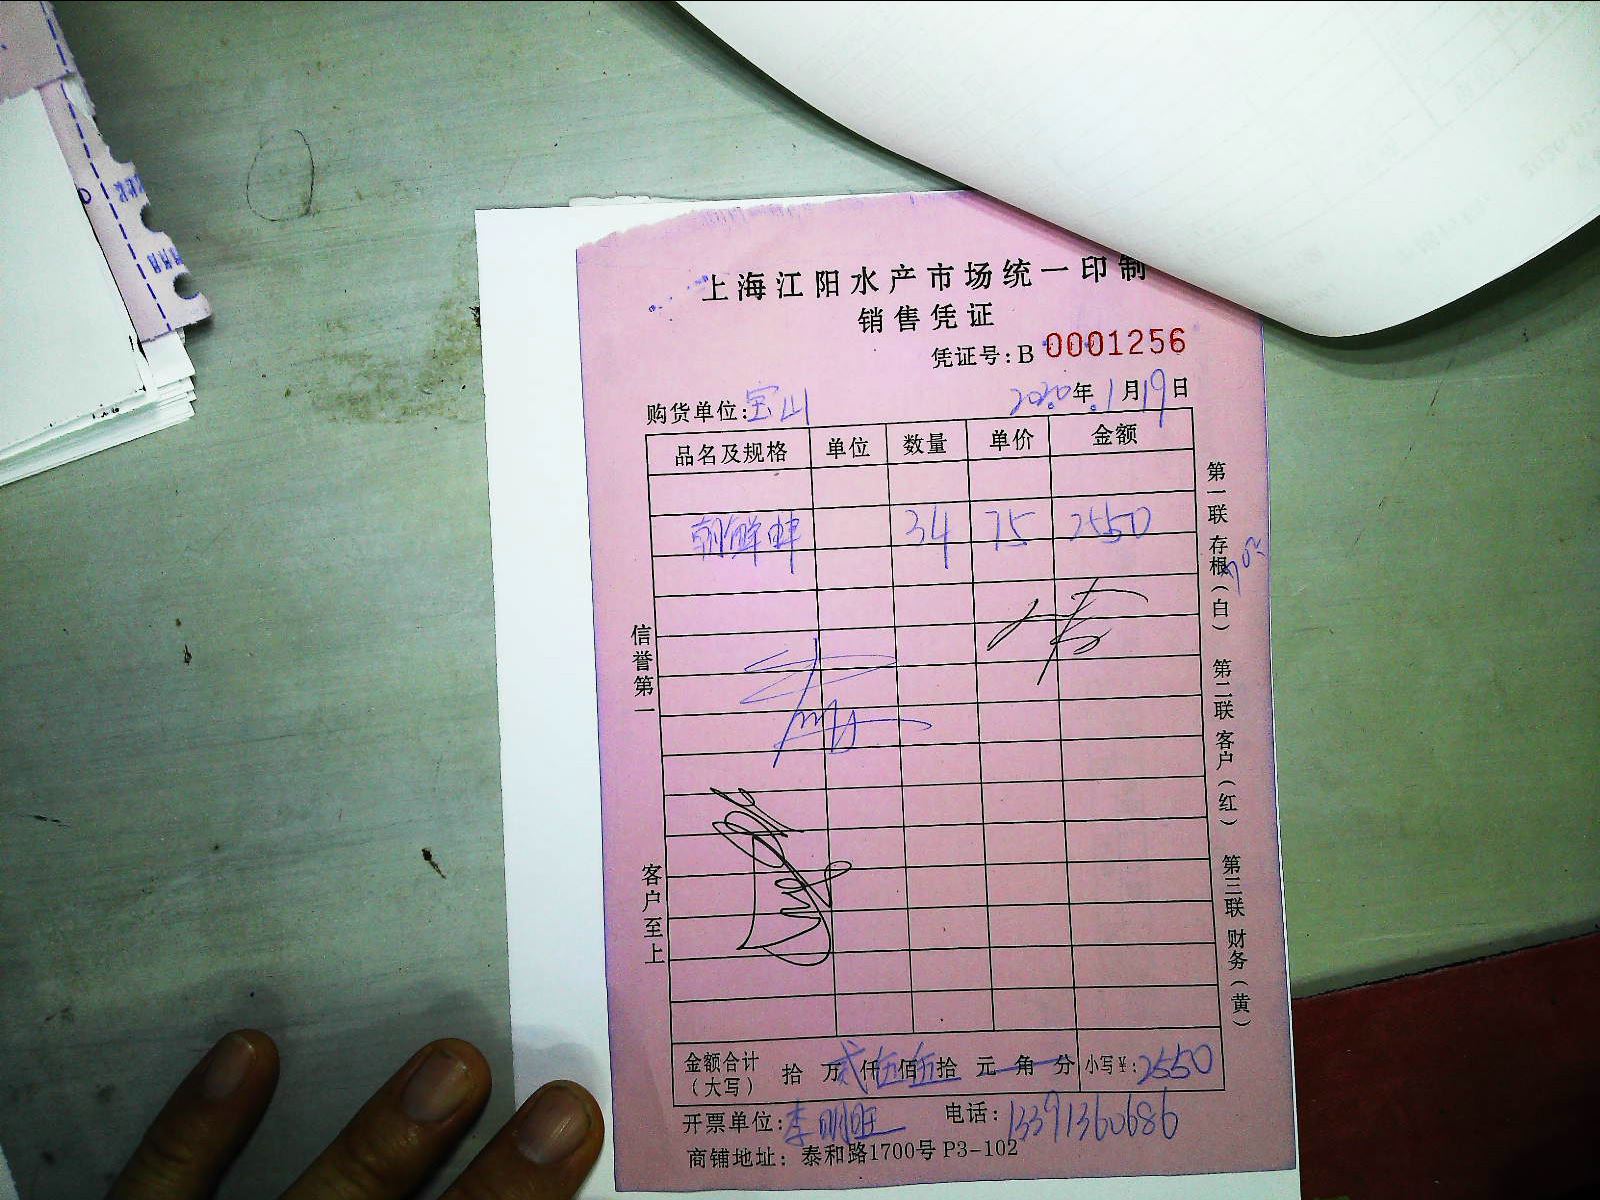 上海江阳水产市场统一印制
销售凭证
凭证号:B 0001256
购货单位:宝山 2020年1月19日
品名及规格 单位 数量 单价 金额
朝鲜蚌 34 75 2550
信誉第一
客户至上
第一联 存根(白) 第二联 客户(红) 第三联 财务(黄)
金额合计(大写) 拾 万 贰仟伍佰伍拾 元 角 分 小写¥:2550
开票单位:李明旺 电话:13391360686
商铺地址:泰和路1700号 P3-102